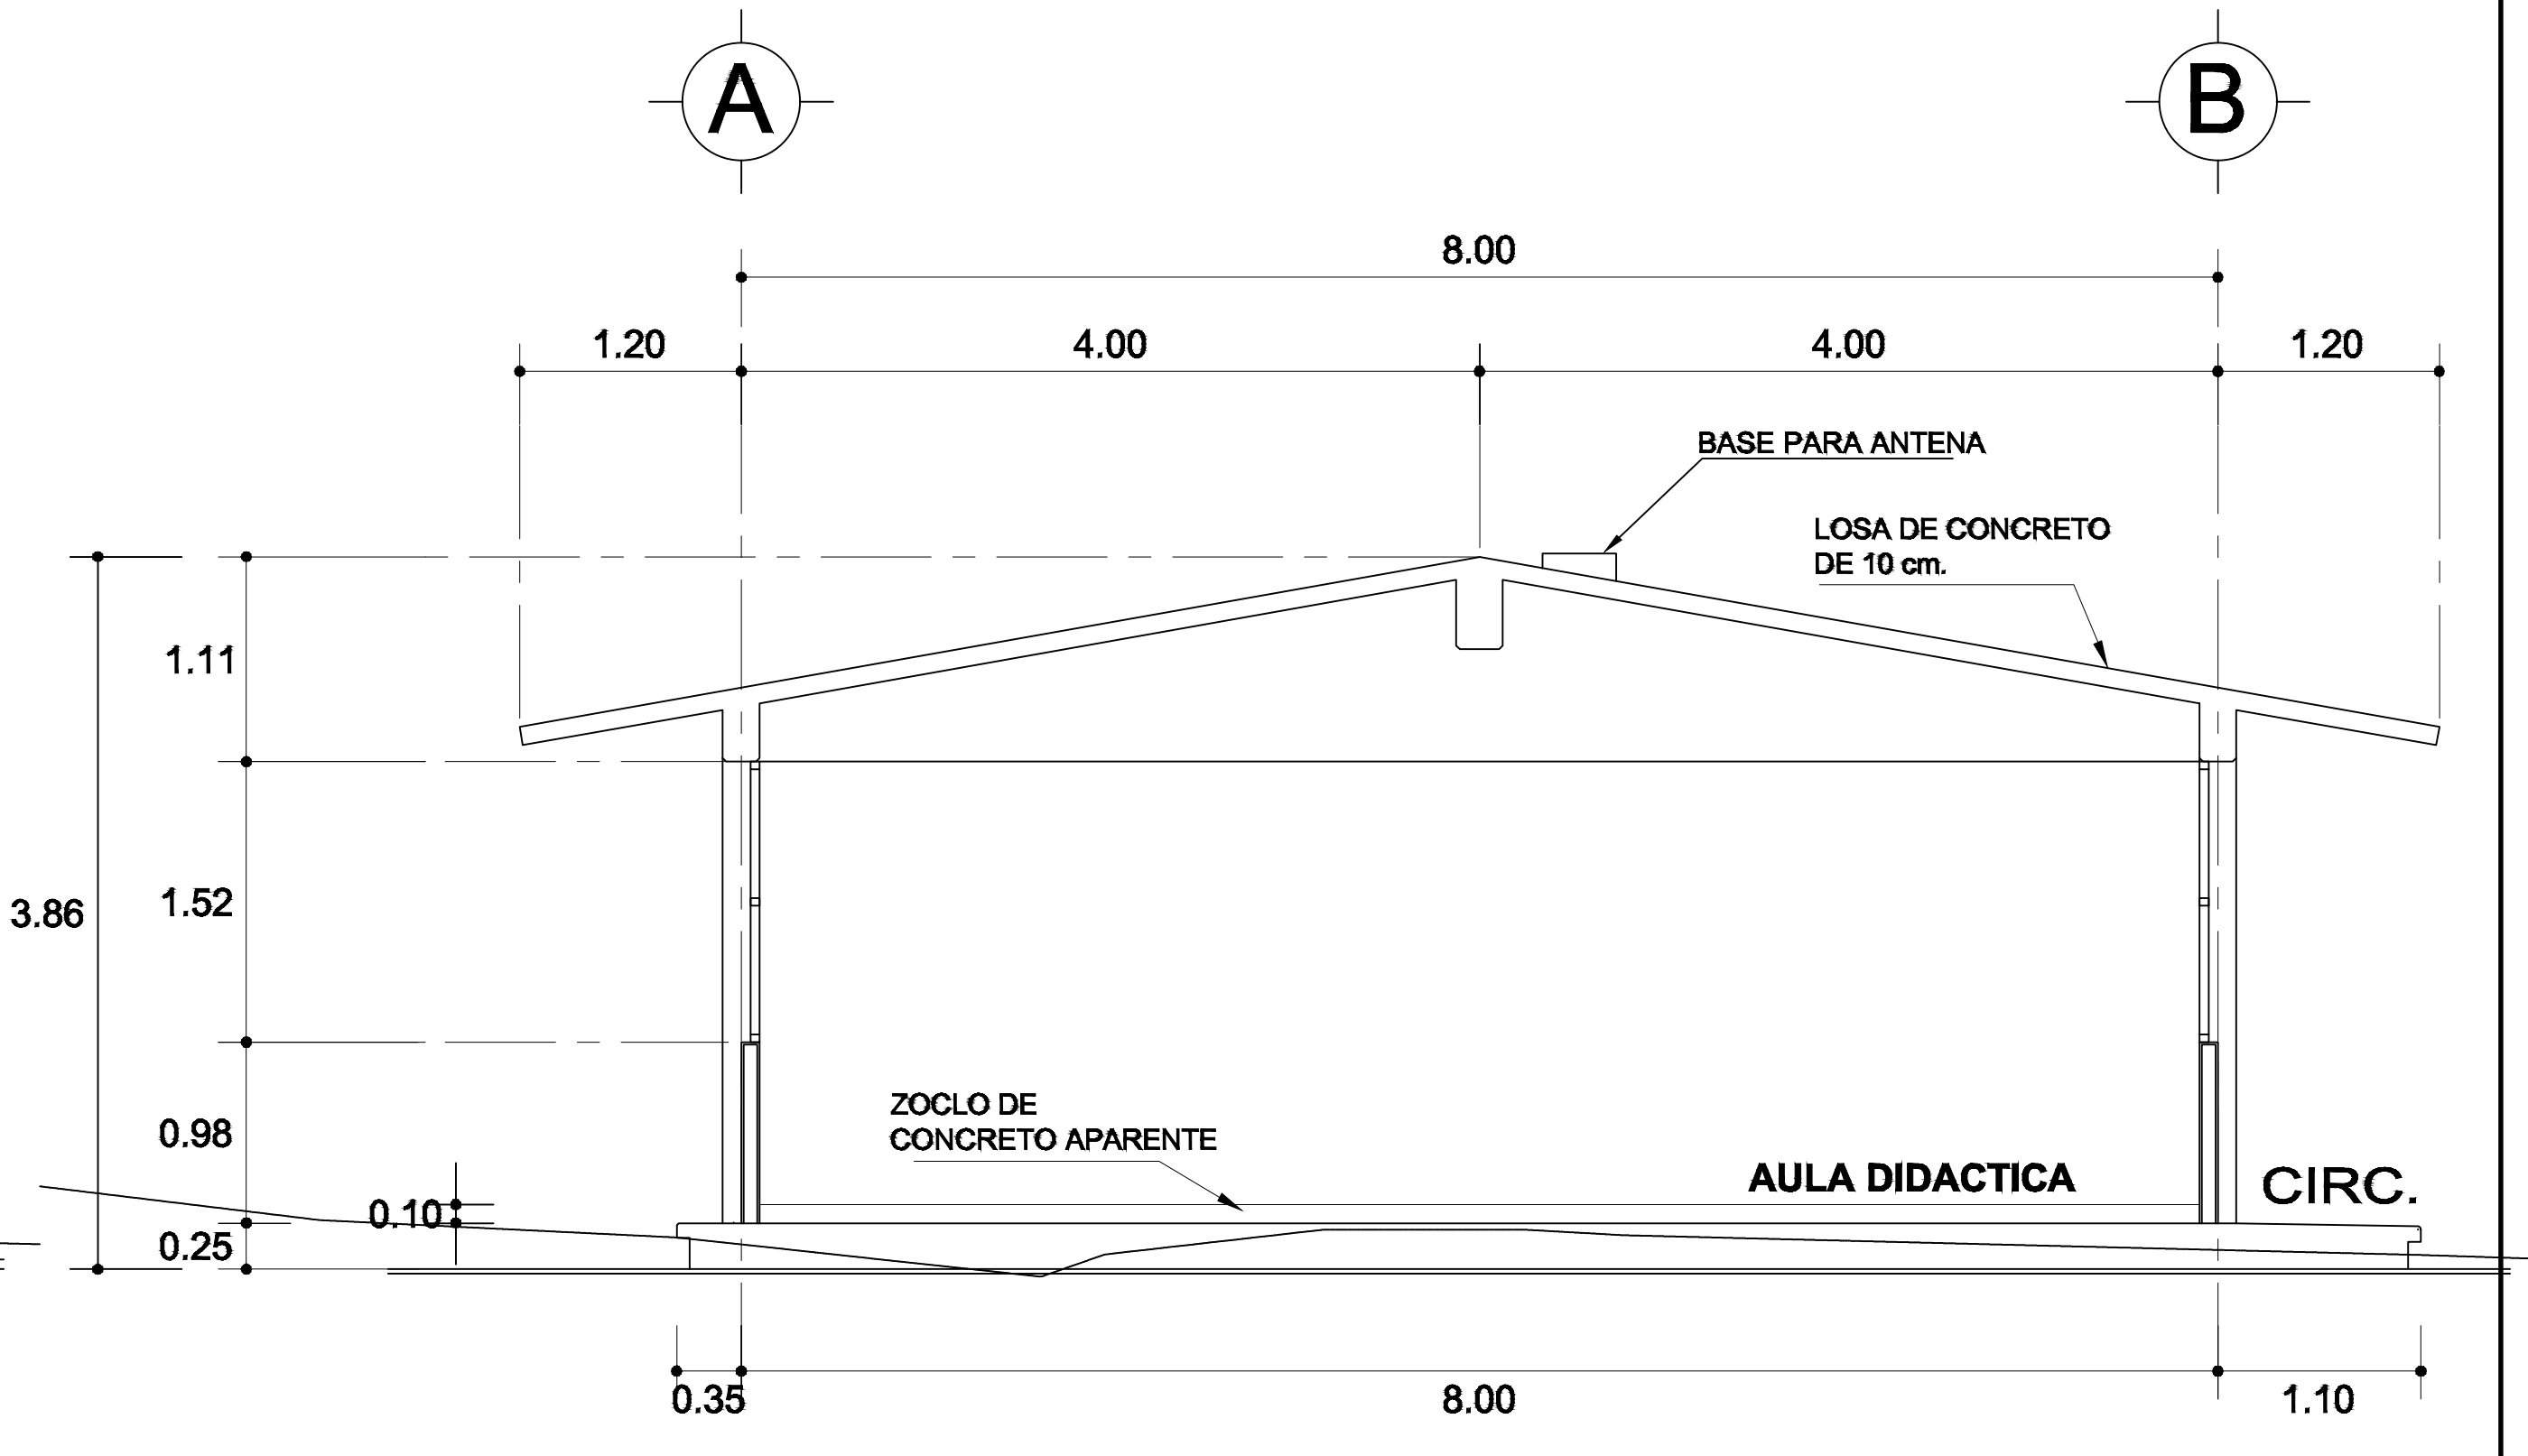 A
B
8.00
1.20
4.00
4.00
1.20
BASE PARA ANTENA
LOSA DE CONCRETO
DE 10 cm.
1.11
1.52
3.86
0.98
ZOCLO DE
CONCRETO APARENTE
AULA DIDACTICA
CIRC.
0.10
0.25
0.35
8.00
1.10